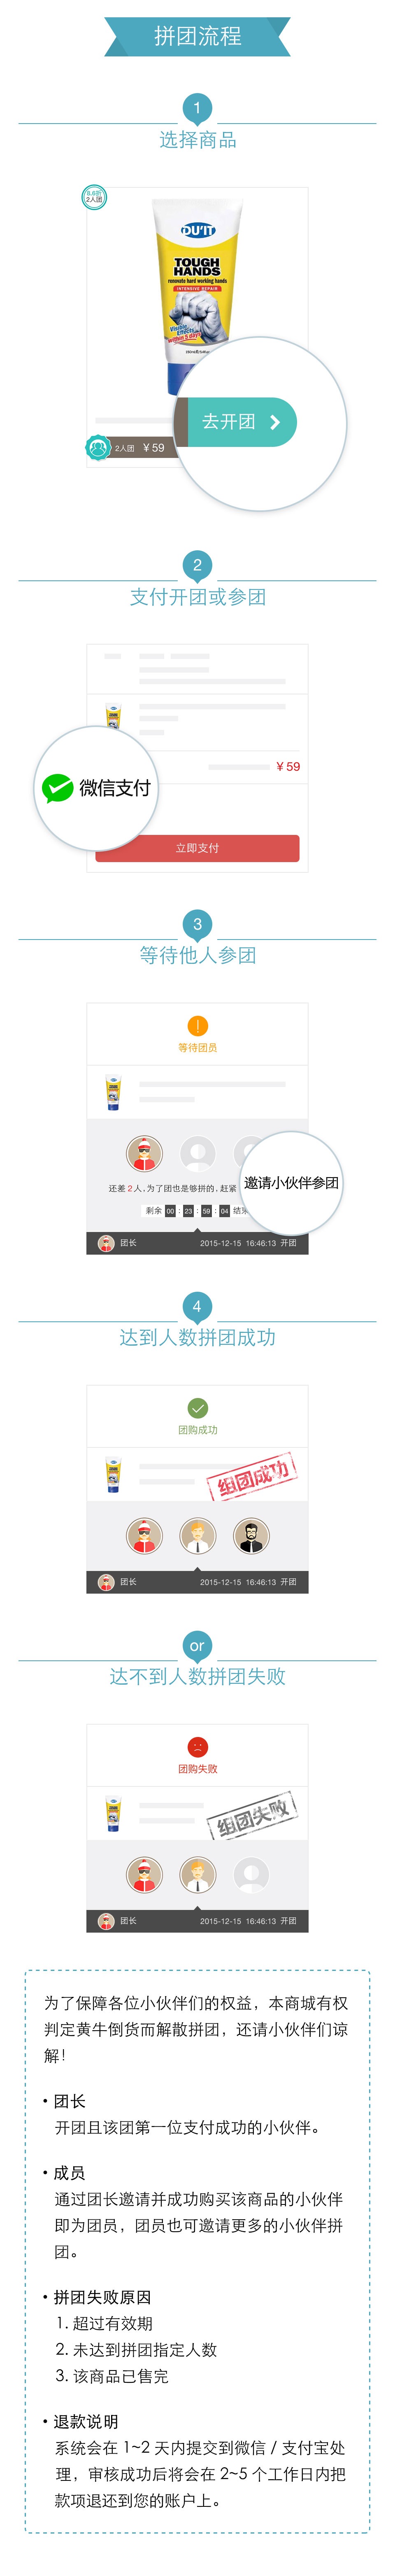 拼团流程
1
选择商品
8.6折
2人团
DU'IT
TOUGH
HANDS
renovate hard working hands
INTENSIVE REPAIR
Visible
Effects
within 5 days
去开团
2人团 ¥59
2
支付开团或参团
¥59
微信支付
立即支付
3
等待他人参团
等待团员
还差2人,为了团也是够拼的,赶紧
邀请小伙伴参团
剩余 00 : 23 : 59 : 04 结束
团长 2015-12-15 16:46:13 开团
4
达到人数拼团成功
团购成功
组团成功
团长 2015-12-15 16:46:13 开团
or
达不到人数拼团失败
团购失败
组团失败
团长 2015-12-15 16:46:13 开团
为了保障各位小伙伴们的权益，本商城有权
判定黄牛倒货而解散拼团，还请小伙伴们谅
解！
·团长
开团且该团第一位支付成功的小伙伴。
·成员
通过团长邀请并成功购买该商品的小伙伴
即为团员，团员也可邀请更多的小伙伴拼
团。
·拼团失败原因
1. 超过有效期
2. 未达到拼团指定人数
3. 该商品已售完
·退款说明
系统会在 1~2 天内提交到微信 / 支付宝处
理，审核成功后将会在 2~5 个工作日内把
款项退还到您的账户上。